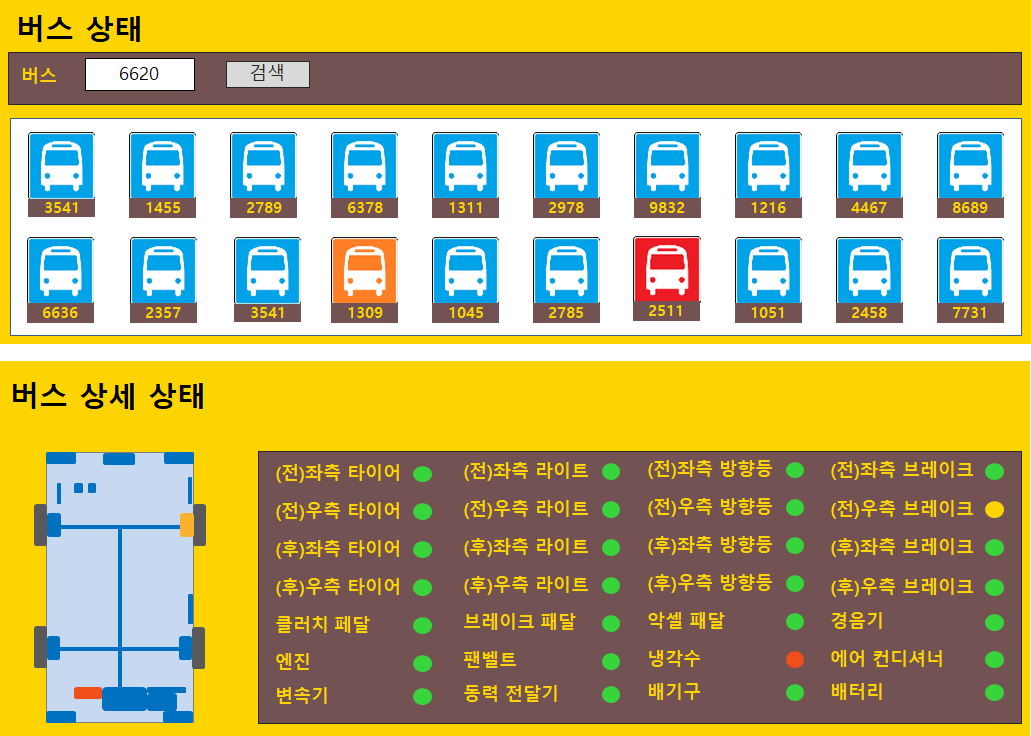 버스 상태
버스 6620 검색
3541 1455 2789 6378 1311 2978 9832 1216 4467 8689
6636 2357 3541 1309 1045 2785 2511 1051 2458 7731
버스 상세 상태
(전)좌측 타이어 (전)좌측 라이트 (전)좌측 방향등 (전)좌측 브레이크
(전)우측 타이어 (전)우측 라이트 (전)우측 방향등 (전)우측 브레이크
(후)좌측 타이어 (후)좌측 라이트 (후)좌측 방향등 (후)좌측 브레이크
(후)우측 타이어 (후)우측 라이트 (후)우측 방향등 (후)우측 브레이크
클러치 페달 브레이크 패달 악셀 패달 경음기
엔진 팬벨트 냉각수 에어 컨디셔너
변속기 동력 전달기 배기구 배터리